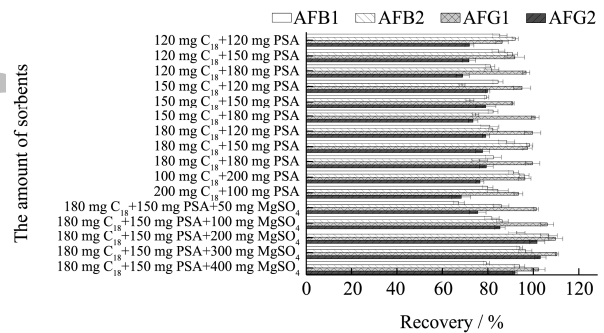 AFB1 AFB2 AFG1 AFG2
The amount of sorbents
120 mg C18+120 mg PSA
120 mg C18+150 mg PSA
120 mg C18+180 mg PSA
150 mg C18+120 mg PSA
150 mg C18+150 mg PSA
150 mg C18+180 mg PSA
180 mg C18+120 mg PSA
180 mg C18+150 mg PSA
180 mg C18+180 mg PSA
100 mg C18+200 mg PSA
200 mg C18+100 mg PSA
180 mg C18+150 mg PSA+50 mg MgSO4
180 mg C18+150 mg PSA+100 mg MgSO4
180 mg C18+150 mg PSA+200 mg MgSO4
180 mg C18+150 mg PSA+300 mg MgSO4
180 mg C18+150 mg PSA+400 mg MgSO4
0 20 40 60 80 100 120
Recovery / %